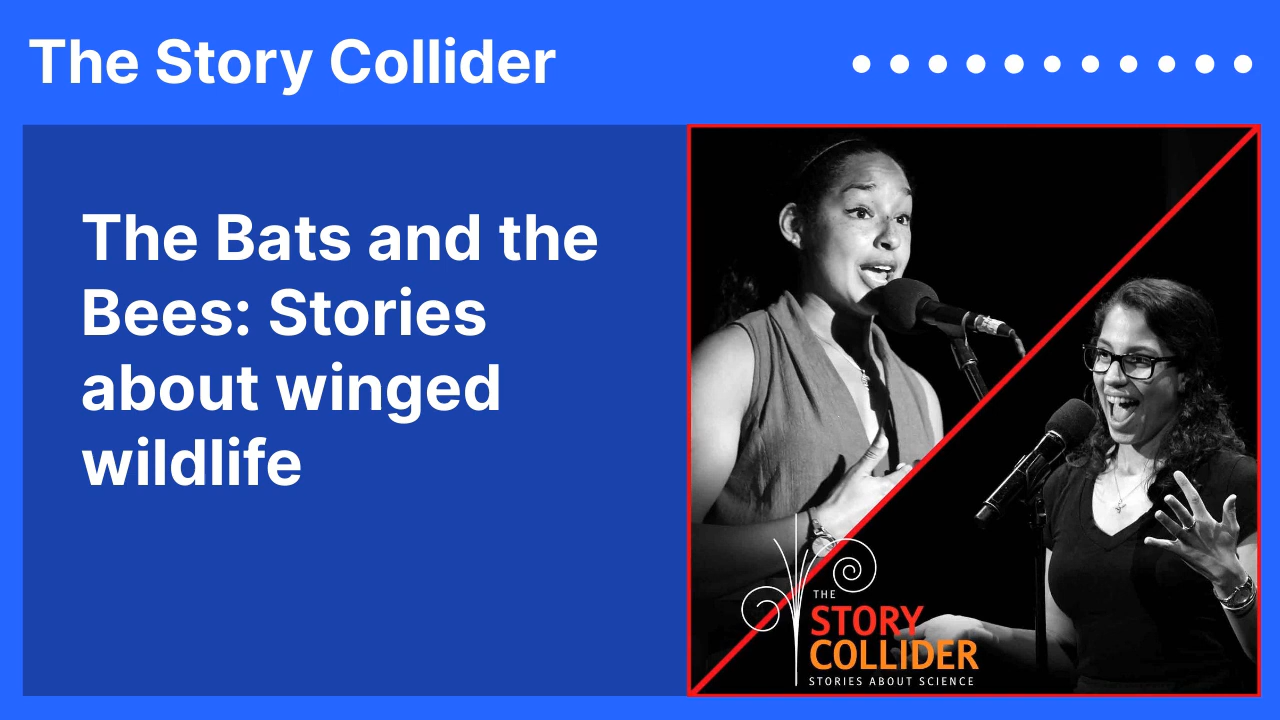 The Story Collider
The Bats and the
Bees: Stories
about winged
wildlife
THE
STORY
COLLIDER
STORIES ABOUT SCIENCE